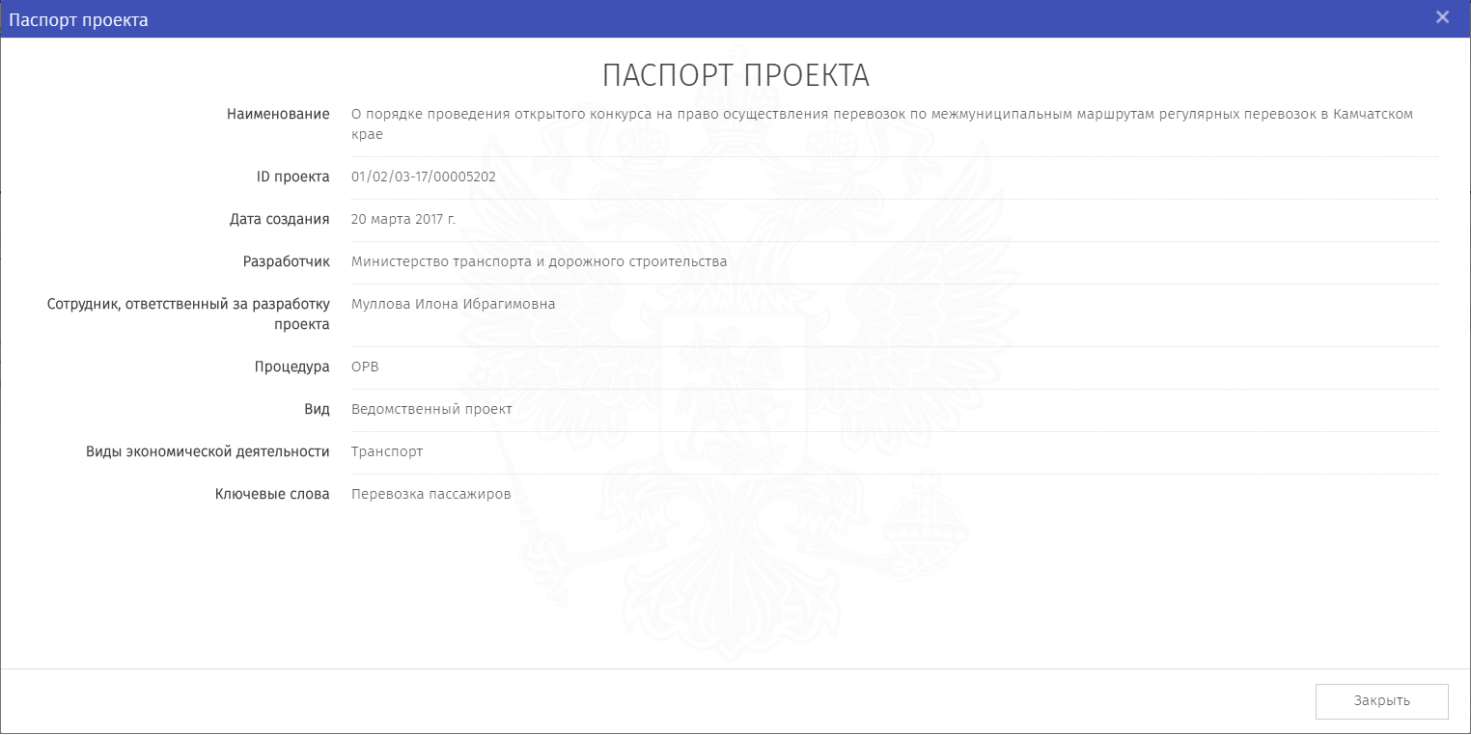 Паспорт проекта ×
ПАСПОРТ ПРОЕКТА
Наименование О порядке проведения открытого конкурса на право осуществления перевозок по межмуниципальным маршрутам регулярных перевозок в Камчатском
крае
ID проекта 01/02/03-17/00005202
Дата создания 20 марта 2017 г.
Разработчик Министерство транспорта и дорожного строительства
Сотрудник, ответственный за разработку Муллова Илона Ибрагимовна
проекта
Процедура ОРВ
Вид Ведомственный проект
Виды экономической деятельности Транспорт
Ключевые слова Перевозка пассажиров
Закрыть